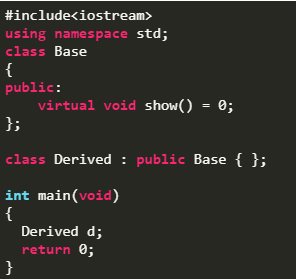 #include<iostream>
using namespace std;
class Base
{
public:
    virtual void show() = 0;
};

class Derived : public Base { };

int main(void)
{
  Derived d;
  return 0;
}